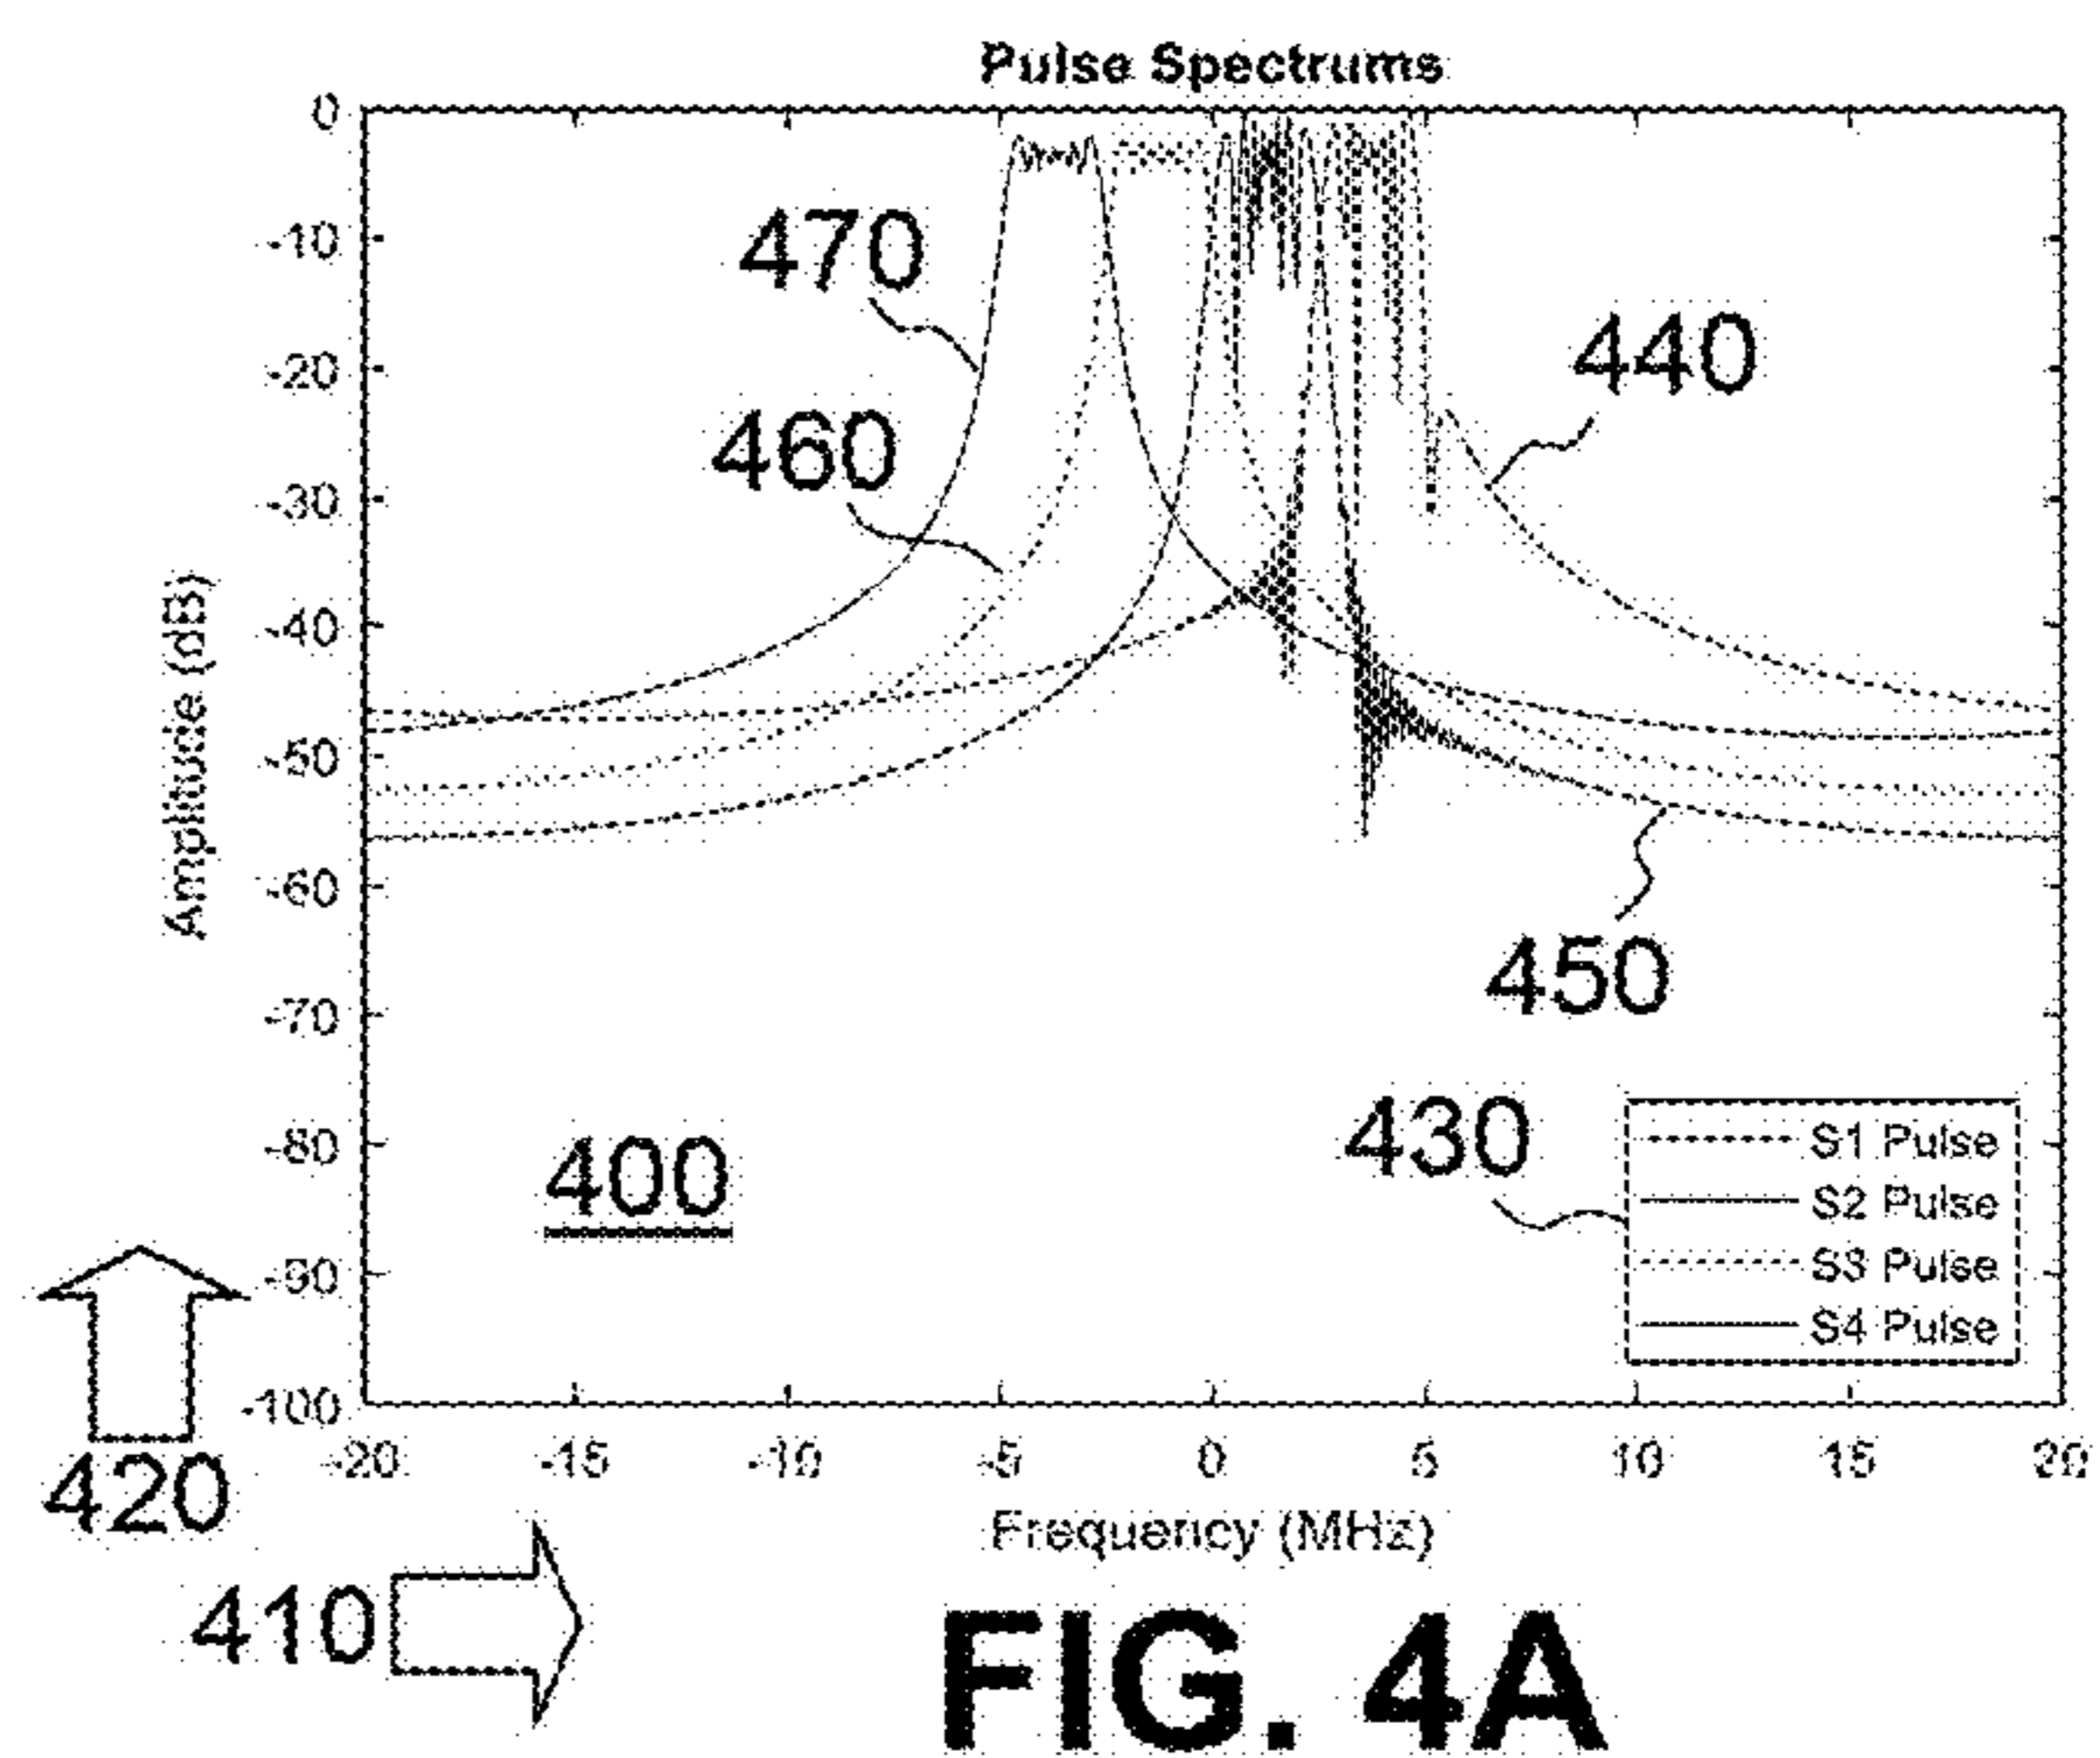 Pulse Spectrums
0
-10
-20
-30
-40
-50
-60
-70
-80
-90
-100
Amplitude (dB)
470
460
440
450
430
400
S1 Pulse
S2 Pulse
S3 Pulse
S4 Pulse
-20 -15 -10 -5 0 5 10 15 20
Frequency (MHz)
420
410
FIG. 4A